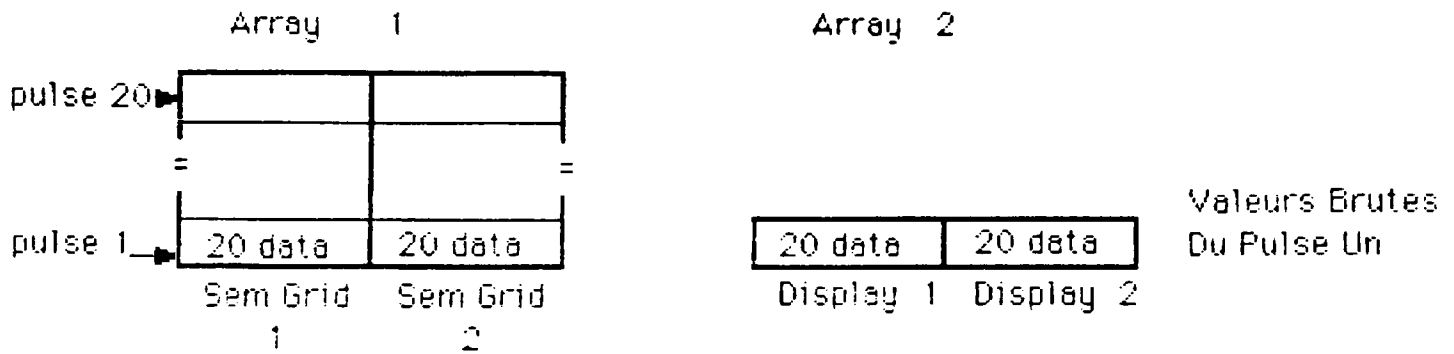 Array 1
Array 2
pulse 20
=
=
pulse 1
20 data
20 data
Sem Grid
1
Sem Grid
2
20 data
20 data
Display 1
Display 2
Valeurs Brutes
Du Pulse Un